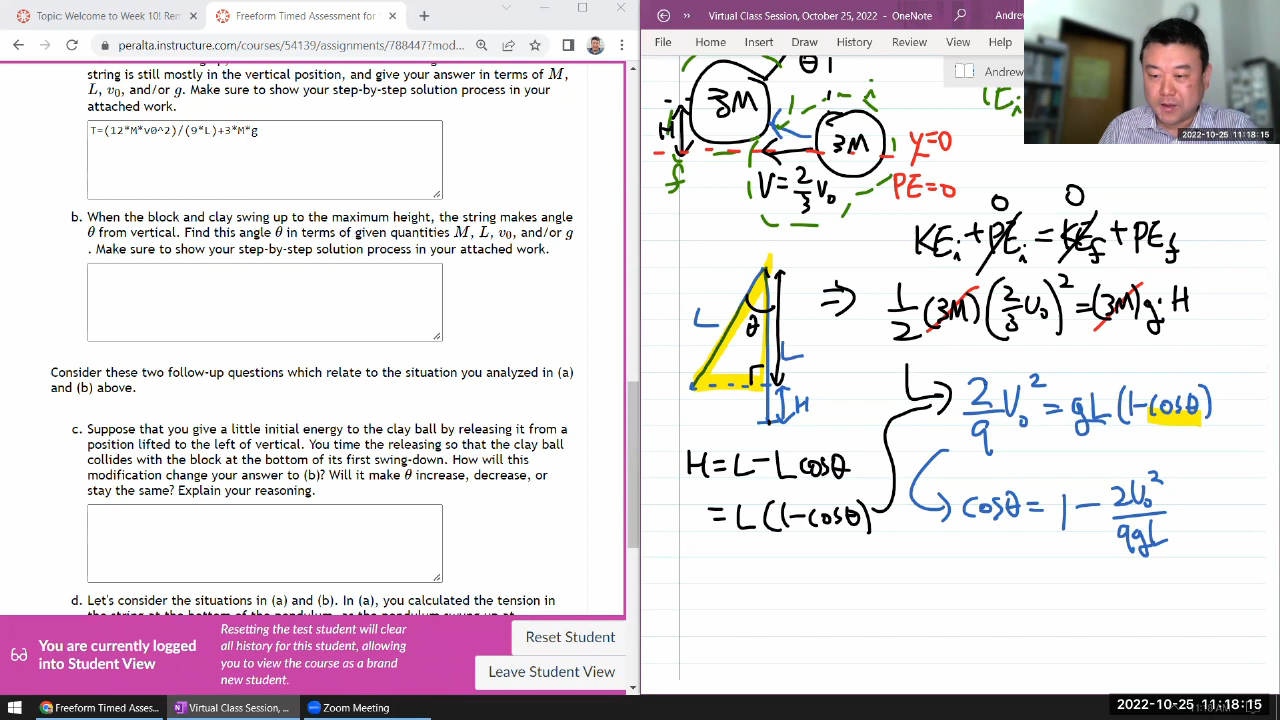 Topic: Welcome to Week 10! Rem
Freeform Timed Assessment for
peralta.instructure.com/courses/54139/assignments/788447?mod...
string is still mostly in the vertical position, and give your answer in terms of M,
L, v₀, and/or g. Make sure to show your step-by-step solution process in your
attached work.
T=(12*M*v0^2)/(9*L)+3*M*g
b. When the block and clay swing up to the maximum height, the string makes angle
θ from vertical. Find this angle θ in terms of given quantities M, L, v₀, and/or g
. Make sure to show your step-by-step solution process in your attached work.
Consider these two follow-up questions which relate to the situation you analyzed in (a)
and (b) above.
c. Suppose that you give a little initial energy to the clay ball by releasing it from a
position lifted to the left of vertical. You time the releasing so that the clay ball
collides with the block at the bottom of its first swing-down. How will this
modification change your answer to (b)? Will it make θ increase, decrease, or
stay the same? Explain your reasoning.
d. Let's consider the situations in (a) and (b). In (a), you calculated the tension in
You are currently logged
into Student View
Resetting the test student will clear
all history for this student, allowing
you to view the course as a brand
new student.
Reset Student
Leave Student View
Virtual Class Session, October 25, 2022 – OneNote
Andrew
File Home Insert Draw History Review View Help
Andrew
θ
3M
H
f
i
3M
y=0
PE=0
V = 2/3 v₀
KEᵢ + PEᵢ = KE_f + PE_f
0 0
⇒ 1/2 (3M)(2/3 v₀)² = (3M)g·H
L
θ
L
H
2/9 v₀² = gL (1-cosθ)
H = L - L cosθ
= L (1-cosθ)
cosθ = 1 - 2v₀²/9gL
2022-10-25 11:18:15
Freeform Timed Asses...
Virtual Class Session, ...
Zoom Meeting
2022-10-25 11:18:15